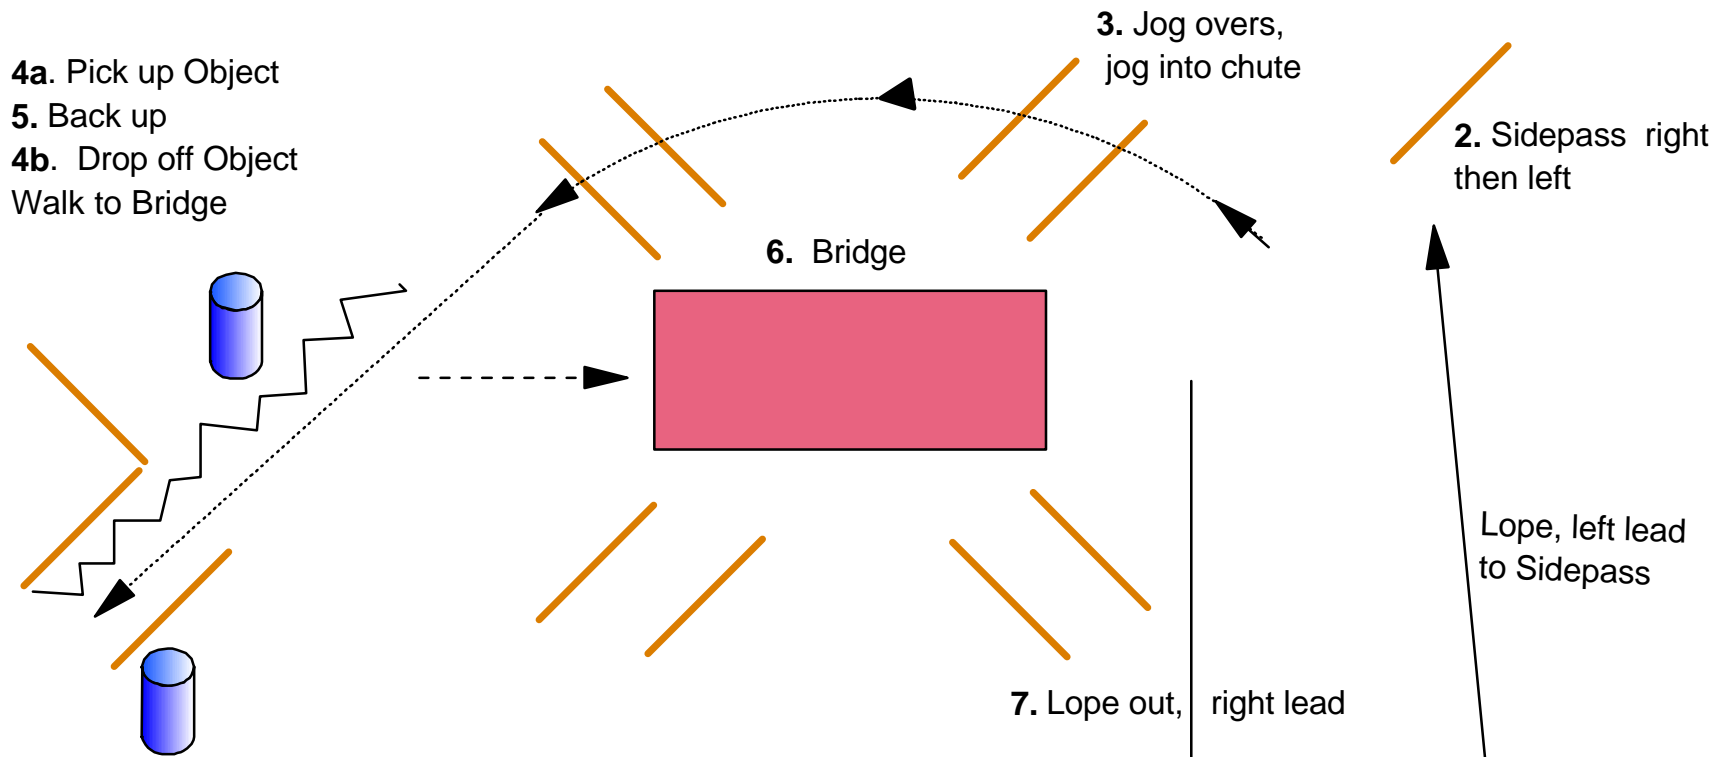 3. Jog overs,
jog into chute
4a. Pick up Object
5. Back up
4b.  Drop off Object
Walk to Bridge
2. Sidepass  right
then left
6.  Bridge
Lope, left lead
to Sidepass
7. Lope out,  right lead